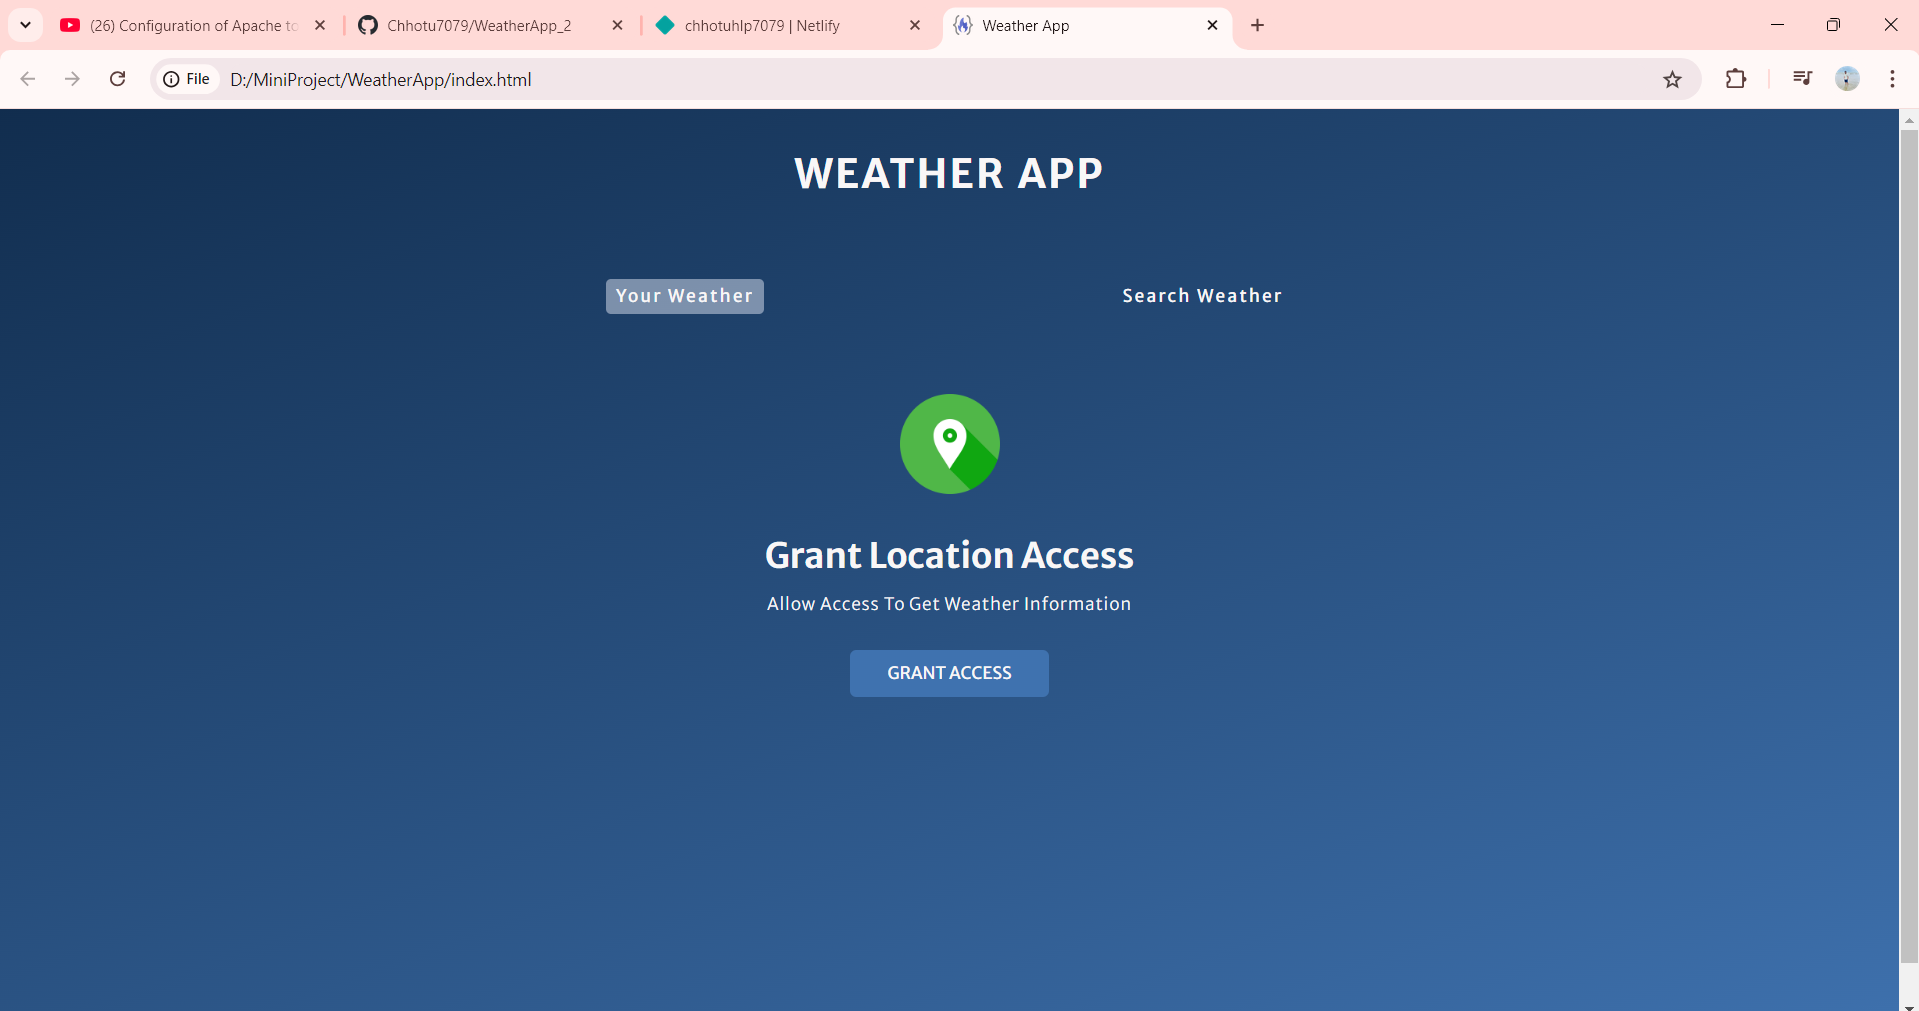 (26) Configuration of Apache to
Chhotu7079/WeatherApp_2
chhotuhlp7079 | Netlify
Weather App
File
D:/MiniProject/WeatherApp/index.html
WEATHER APP
Your Weather
Search Weather
Grant Location Access
Allow Access To Get Weather Information
GRANT ACCESS